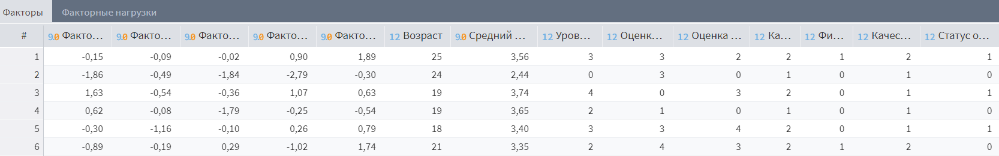 Факторы Факторные нагрузки
# 9.0 Факто... 9.0 Факто... 9.0 Факто... 9.0 Факто... 9.0 Факто... 12 Возраст 9.0 Средний ... 12 Уров... 12 Оценк... 12 Оценка ... 12 Ка... 12 Фи... 12 Качес... 12 Статус о...
1 -0,15 -0,09 -0,02 0,90 1,89 25 3,56 3 3 2 2 1 2 1
2 -1,86 -0,49 -1,84 -2,79 -0,30 24 2,44 0 3 0 1 0 1 0
3 1,63 -0,54 -0,36 1,07 0,63 19 3,74 4 0 3 2 0 1 1
4 0,62 -0,08 -1,79 -0,25 -0,54 19 3,65 2 1 0 1 0 1 0
5 -0,30 -1,16 -0,10 0,26 0,79 18 3,40 3 3 4 2 0 1 1
6 -0,89 -0,19 0,29 -1,02 1,74 21 3,35 2 4 3 2 1 2 0